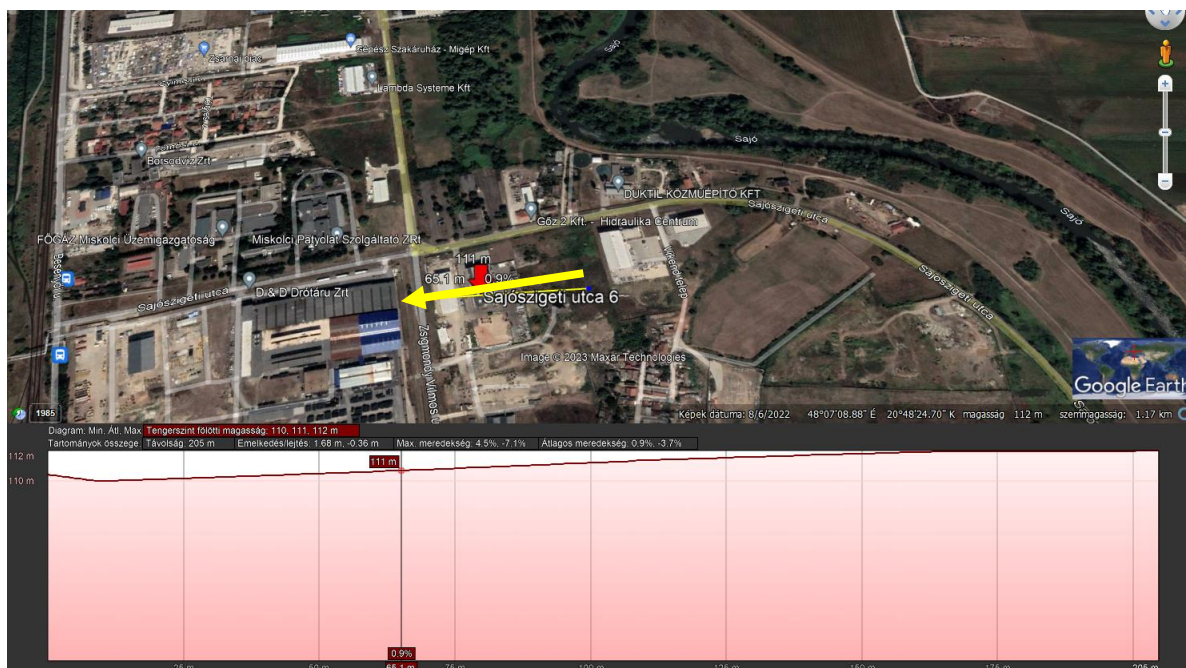 Sajó
Gépész Szakáruház - Migép Kft
Zsarnai piac
Lambda Systeme Kft
Sajó
Borsodvíz Zrt
DUKTIL KÖZMŰÉPÍTŐ KFT
Sajószigeti utca
Sajó
Góz 2 Kft. - Hidraulika Centrum
FŐGÁZ Miskolci Üzemigazgatóság
Miskolci Patyolat Szolgáltató ZRt
111 m
65.1 m 0.9%
D & D Drótáru Zrt
Sajószigeti utca 6
Sajószigeti utca
Sajószigeti utca
Zsigmondy Vilmos u
Image © 2023 Maxar Technologies
Google Earth
1985
Képek dátuma: 8/6/2022 48°07'08.88" É 20°48'24.70" K magasság 112 m szemmagasság: 1.17 km
Diagram: Min, Átl, Max Tengerszint fölötti magasság: 110, 111, 112 m
Tartományok összege: Távolság: 205 m Emelkedés/lejtés: 1.68 m, -0.36 m Max. meredekség: 4.5%, -7.1% Átlagos meredekség: 0.9%, -3.7%
112 m
111 m
110 m
0.9%
25 m 50 m 65.1 m 75 m 100 m 125 m 150 m 175 m 205 m